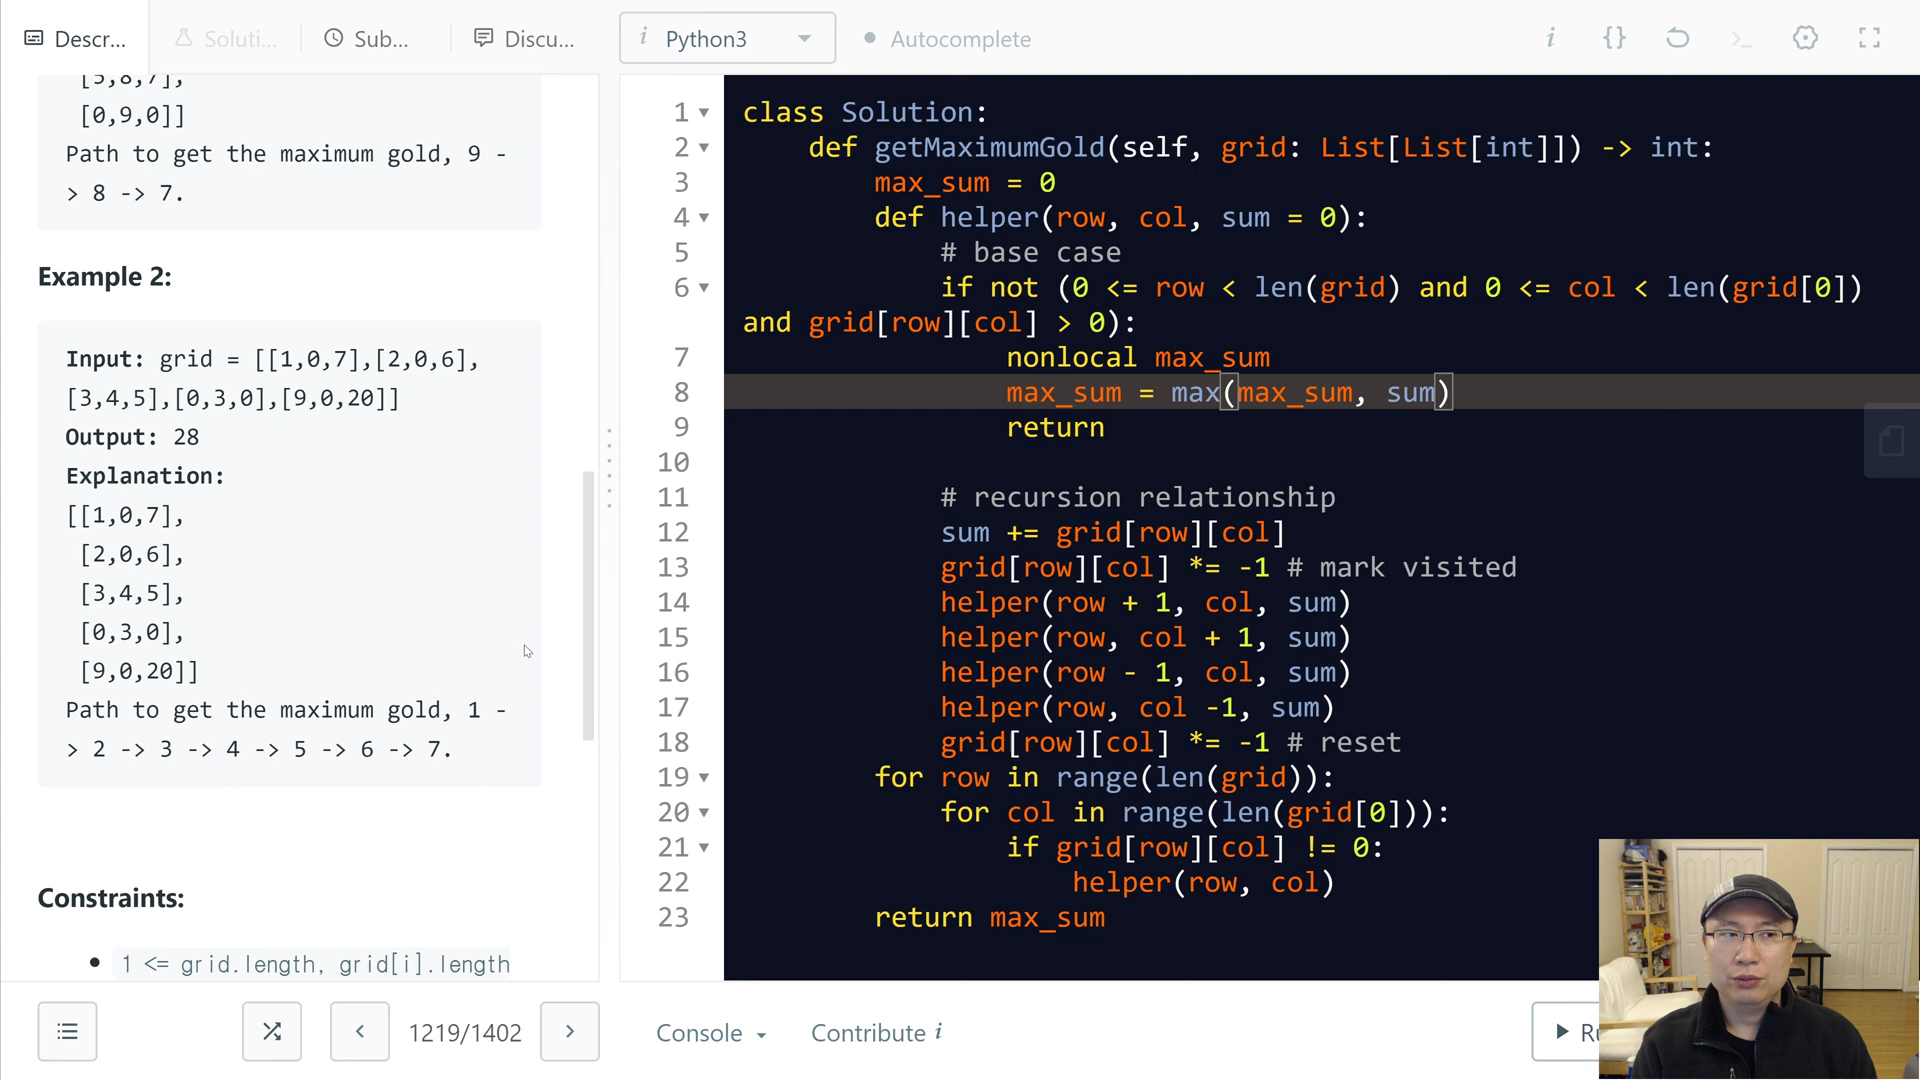 Descr...
Soluti...
Sub...
Discu...
i Python3
Autocomplete
i {}
[5,8,7],
[0,9,0]]
Path to get the maximum gold, 9 -
> 8 -> 7.
Example 2:
Input: grid = [[1,0,7],[2,0,6],
[3,4,5],[0,3,0],[9,0,20]]
Output: 28
Explanation:
[[1,0,7],
[2,0,6],
[3,4,5],
[0,3,0],
[9,0,20]]
Path to get the maximum gold, 1 -
> 2 -> 3 -> 4 -> 5 -> 6 -> 7.
Constraints:
1 <= grid.length, grid[i].length
1219/1402
1 class Solution:
2 def getMaximumGold(self, grid: List[List[int]]) -> int:
3 max_sum = 0
4 def helper(row, col, sum = 0):
5 # base case
6 if not (0 <= row < len(grid) and 0 <= col < len(grid[0])
and grid[row][col] > 0):
7 nonlocal max_sum
8 max_sum = max(max_sum, sum)
9 return
10
11 # recursion relationship
12 sum += grid[row][col]
13 grid[row][col] *= -1 # mark visited
14 helper(row + 1, col, sum)
15 helper(row, col + 1, sum)
16 helper(row - 1, col, sum)
17 helper(row, col -1, sum)
18 grid[row][col] *= -1 # reset
19 for row in range(len(grid)):
20 for col in range(len(grid[0])):
21 if grid[row][col] != 0:
22 helper(row, col)
23 return max_sum
Console
Contribute i